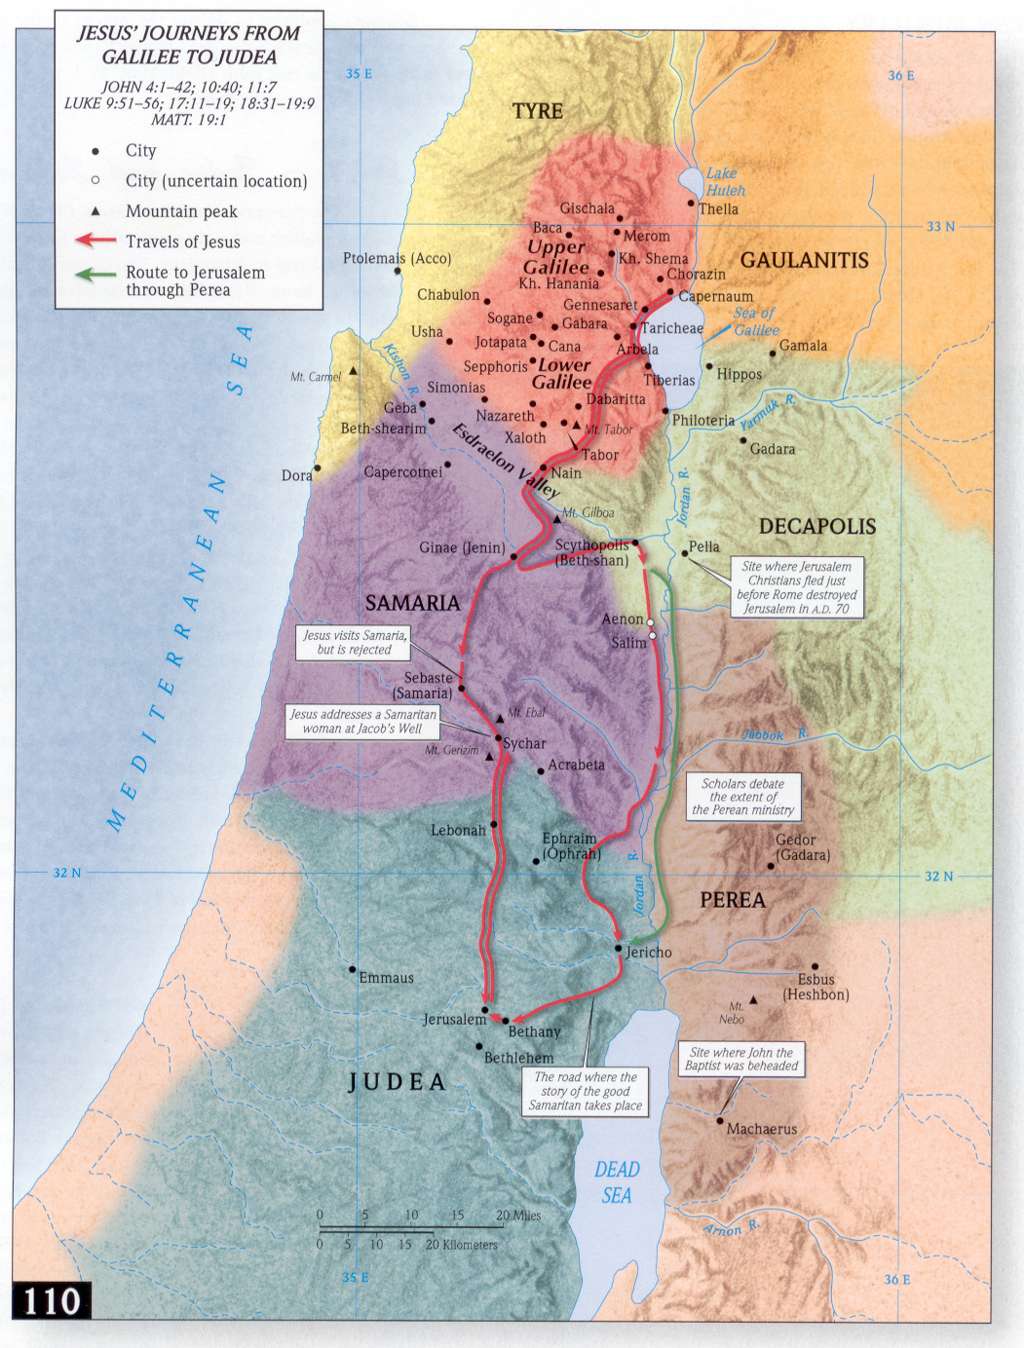 JESUS' JOURNEYS FROM
GALILEE TO JUDEA
JOHN 4:1–42; 10:40; 11:7
LUKE 9:51–56; 17:11–19; 18:31–19:9
MATT. 19:1
City
City (uncertain location)
Mountain peak
Travels of Jesus
Route to Jerusalem
through Perea
35 E
36 E
TYRE
Lake
Huleh
Thella
Gischala
Baca
Merom
33 N
Upper
Galilee
Kh. Shema
Kh. Hanania
GAULANITIS
Ptolemais (Acco)
Chorazin
Capernaum
Chabulon
Gennesaret
Sea of
Galilee
Sogane
Gabara
Taricheae
Usha
Jotapata
Cana
Arbela
Gamala
Kishon R.
Sepphoris
Lower
Galilee
Tiberias
Hippos
Mt. Carmel
Simonias
Dabaritta
Geba
Nazareth
Philoteria
Yarmuk R.
Beth-shearim
Xaloth
Mt. Tabor
Tabor
Gadara
Esdraelon Valley
Dora
Capercotnei
Nain
Jordan R.
Mt. Gilboa
DECAPOLIS
Ginae (Jenin)
Scythopolis
(Beth-shan)
Pella
Site where Jerusalem
Christians fled just
before Rome destroyed
Jerusalem in A.D. 70
SAMARIA
Aenon
Salim
Jesus visits Samaria,
but is rejected
Sebaste
(Samaria)
Jesus addresses a Samaritan
woman at Jacob's Well
Mt. Ebal
Sychar
Mt. Gerizim
Jabbok R.
Acrabeta
Scholars debate
the extent of
the Perean ministry
MEDITERRANEAN SEA
Lebonah
Ephraim
(Ophrah)
Gedor
(Gadara)
32 N
Jordan R.
32 N
PEREA
Jericho
Emmaus
Esbus
(Heshbon)
Mt.
Nebo
Jerusalem
Bethany
Bethlehem
Site where John the
Baptist was beheaded
JUDEA
The road where the
story of the good
Samaritan takes place
Machaerus
DEAD
SEA
0 5 10 15 20 Miles
0 5 10 15 20 Kilometers
Arnon R.
35 E
36 E
110